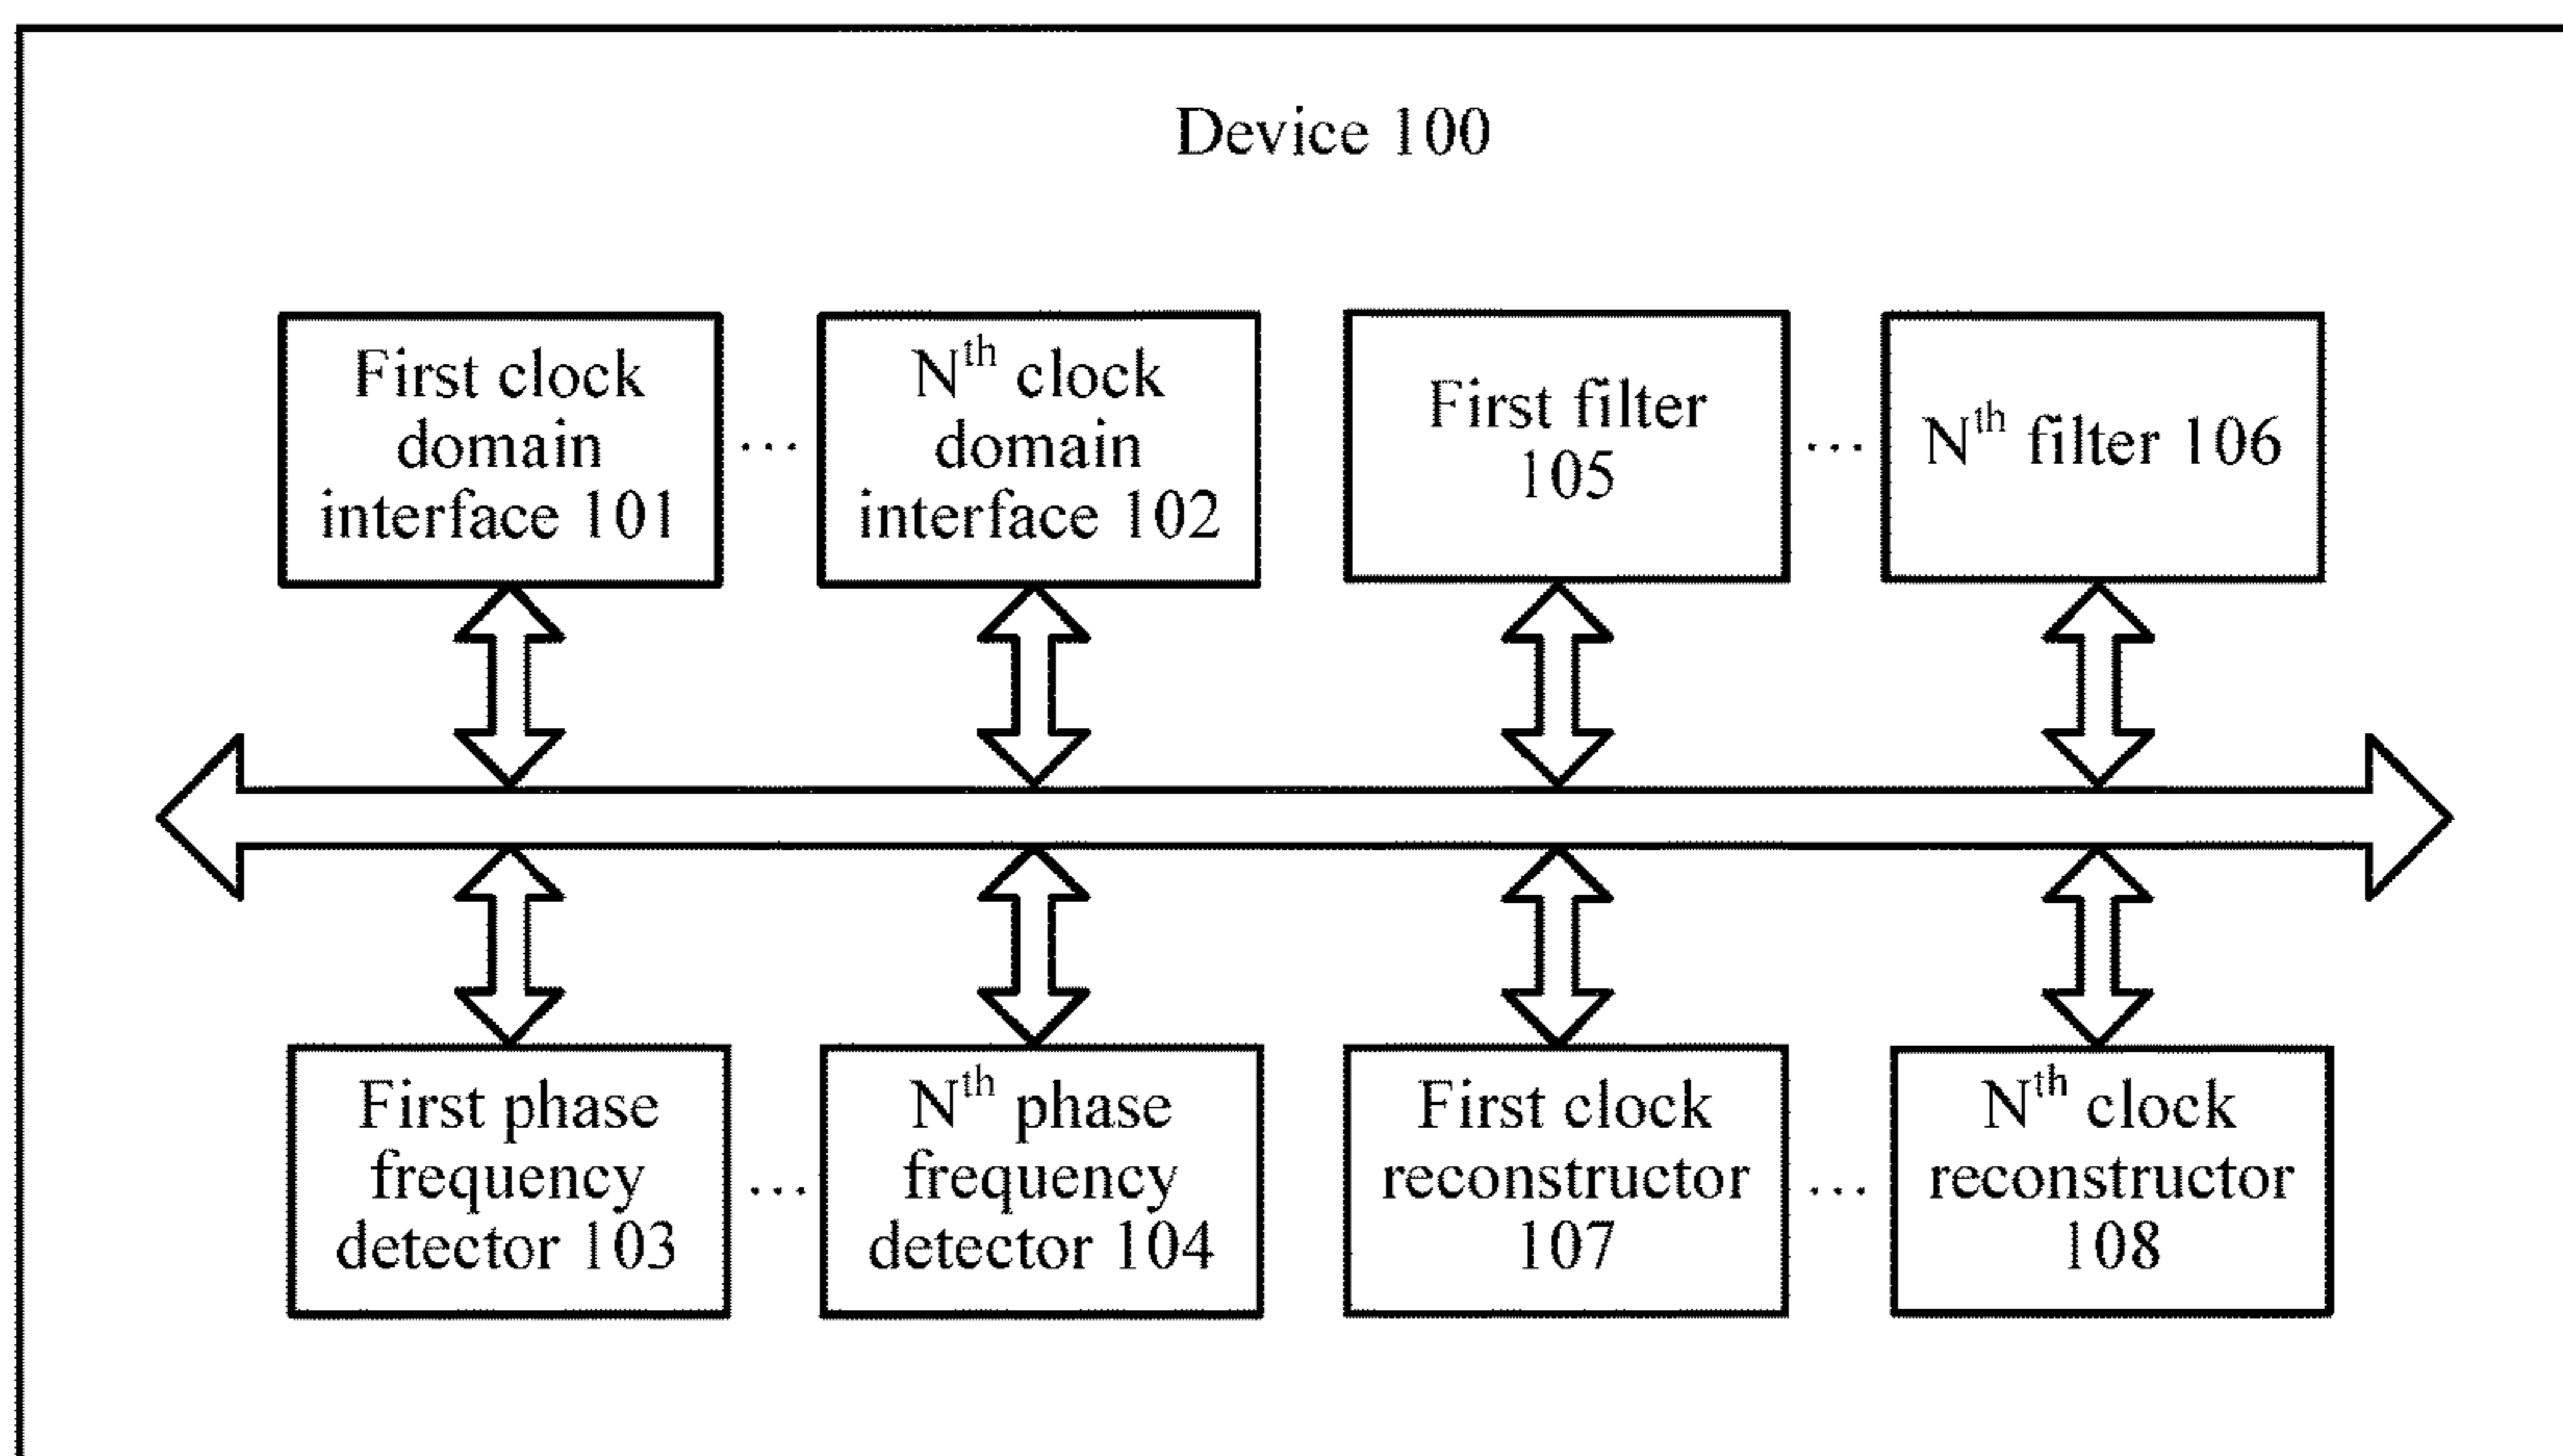 Device 100
First clock
domain
interface 101
...
Nth clock
domain
interface 102
First filter
105
...
Nth filter 106
First phase
frequency
detector 103
...
Nth phase
frequency
detector 104
First clock
reconstructor
107
...
Nth clock
reconstructor
108